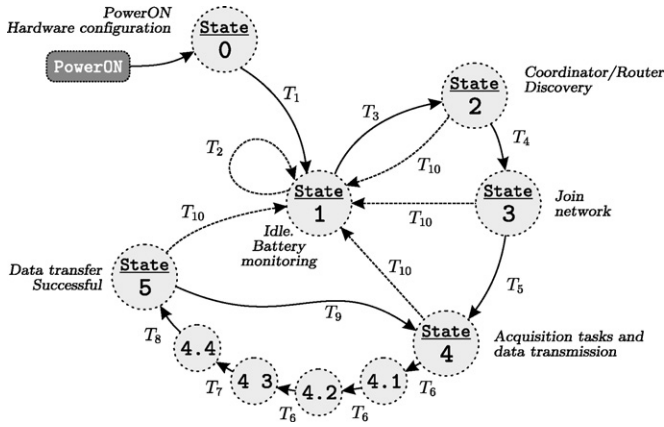 PowerON
Hardware configuration
PowerON
State
0
T1
T2
T3
State
2
Coordinator/Router
Discovery
T4
T10
State
1
Idle.
Battery
monitoring
T10
State
3
Join
network
T10
T10
T5
Data transfer
Successful
State
5
T9
State
4
Acquisition tasks and
data transmission
T8
4.4
T7
4 3
T6
4.2
T6
4.1
T6